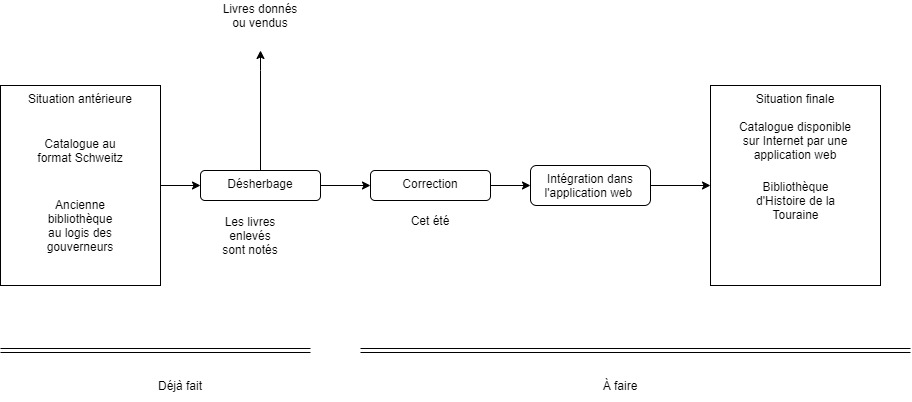 Livres donnés
ou vendus
Situation antérieure
Catalogue au
format Schweitz
Ancienne
bibliothèque
au logis des
gouverneurs
Désherbage
Les livres
enlevés
sont notés
Correction
Cet été
Intégration dans
l'application web
Situation finale
Catalogue disponible
sur Internet par une
application web
Bibliothèque
d'Histoire de la
Touraine
Déjà fait
À faire